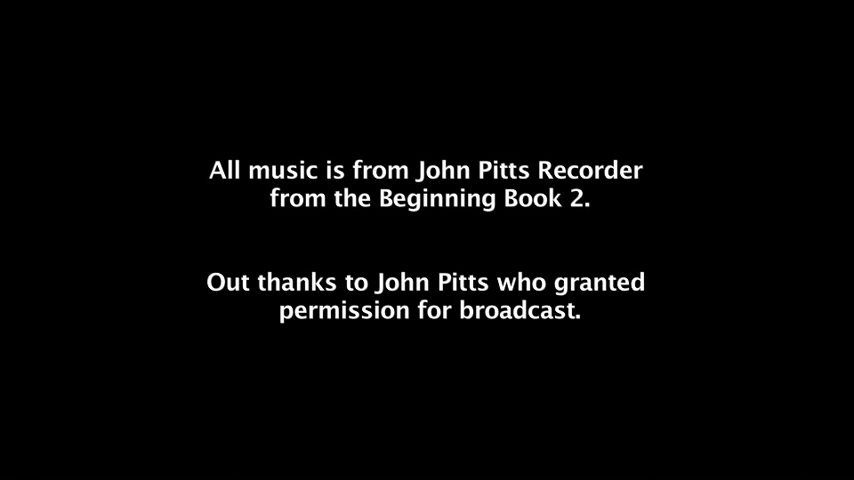 All music is from John Pitts Recorder
from the Beginning Book 2.
Out thanks to John Pitts who granted
permission for broadcast.